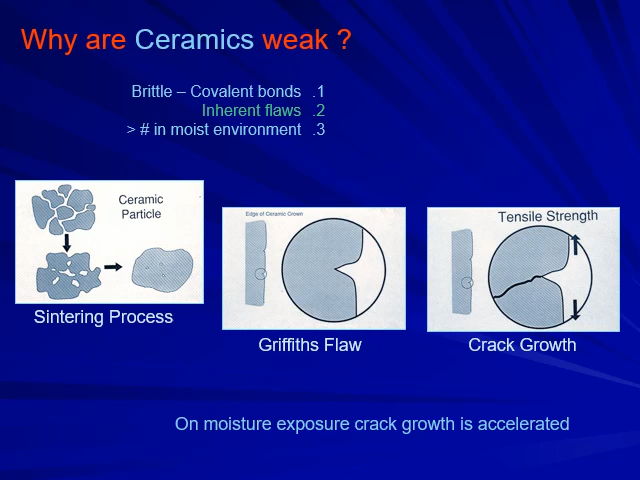 Why are Ceramics weak ?
Brittle – Covalent bonds .1
Inherent flaws .2
> # in moist environment .3
Ceramic
Particle
Sintering Process
Edge of Ceramic Crown
Griffiths Flaw
Tensile Strength
Crack Growth
On moisture exposure crack growth is accelerated